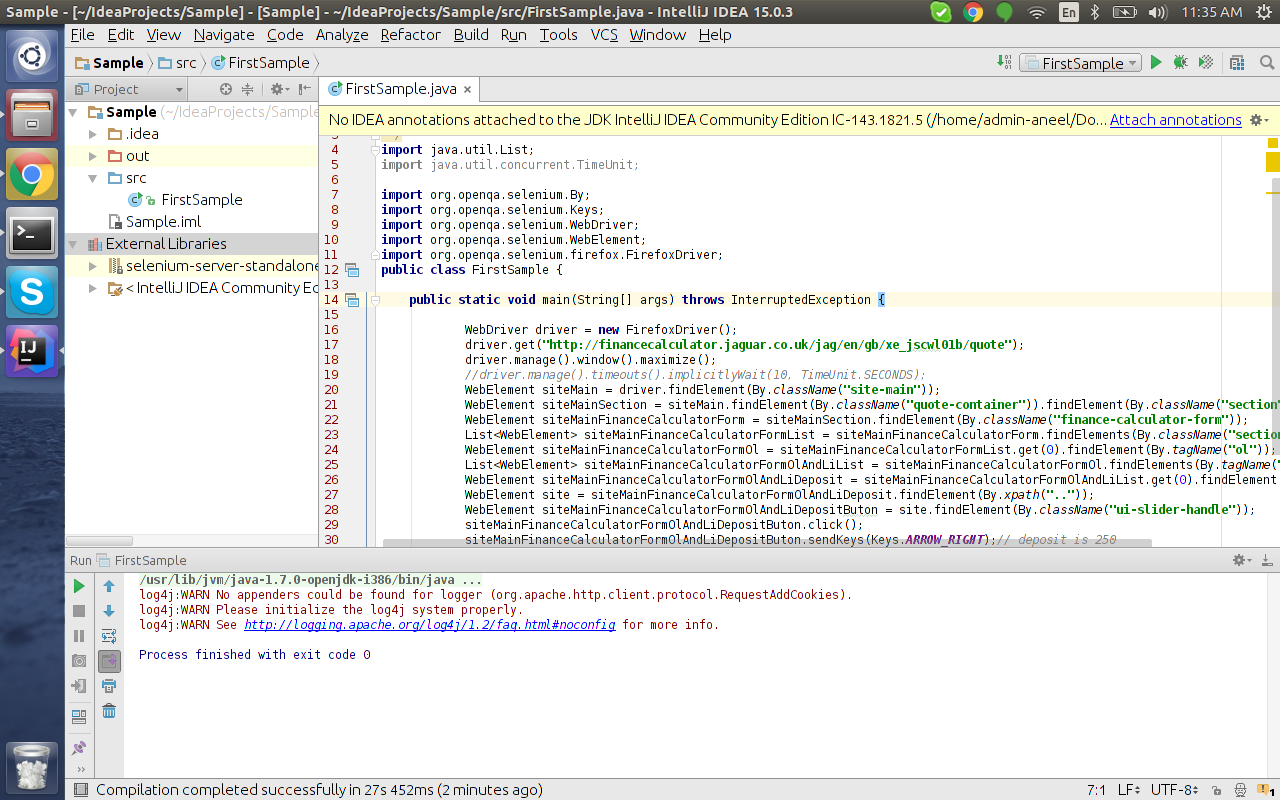 Sample - [~/IdeaProjects/Sample] - [Sample] - ~/IdeaProjects/Sample/src/FirstSample.java - IntelliJ IDEA 15.0.3
En
11:35 AM
File Edit View Navigate Code Analyze Refactor Build Run Tools VCS Window Help
Sample src FirstSample
FirstSample
Project
FirstSample.java ×
Sample (~/IdeaProjects/Sample
.idea
out
src
FirstSample
Sample.iml
External Libraries
selenium-server-standalone
< IntelliJ IDEA Community Ed
No IDEA annotations attached to the JDK IntelliJ IDEA Community Edition IC-143.1821.5 (/home/admin-aneel/Do... Attach annotations
3 */
4 import java.util.List;
5 import java.util.concurrent.TimeUnit;
6
7 import org.openqa.selenium.By;
8 import org.openqa.selenium.Keys;
9 import org.openqa.selenium.WebDriver;
10 import org.openqa.selenium.WebElement;
11 import org.openqa.selenium.firefox.FirefoxDriver;
12 public class FirstSample {
13
14 public static void main(String[] args) throws InterruptedException {
15
16 WebDriver driver = new FirefoxDriver();
17 driver.get("http://financecalculator.jaguar.co.uk/jag/en/gb/xe_jscwl01b/quote");
18 driver.manage().window().maximize();
19 //driver.manage().timeouts().implicitlyWait(10, TimeUnit.SECONDS);
20 WebElement siteMain = driver.findElement(By.className("site-main"));
21 WebElement siteMainSection = siteMain.findElement(By.className("quote-container")).findElement(By.className("section"
22 WebElement siteMainFinanceCalculatorForm = siteMainSection.findElement(By.className("finance-calculator-form"));
23 List<WebElement> siteMainFinanceCalculatorFormList = siteMainFinanceCalculatorForm.findElements(By.className("section
24 WebElement siteMainFinanceCalculatorFormOl = siteMainFinanceCalculatorFormList.get(0).findElement(By.tagName("ol"));
25 List<WebElement> siteMainFinanceCalculatorFormOlAndLiList = siteMainFinanceCalculatorFormOl.findElements(By.tagName("
26 WebElement siteMainFinanceCalculatorFormOlAndLiDeposit = siteMainFinanceCalculatorFormOlAndLiList.get(0).findElement
27 WebElement site = siteMainFinanceCalculatorFormOlAndLiDeposit.findElement(By.xpath(".."));
28 WebElement siteMainFinanceCalculatorFormOlAndLiDepositButon = site.findElement(By.className("ui-slider-handle"));
29 siteMainFinanceCalculatorFormOlAndLiDepositButon.click();
30 siteMainFinanceCalculatorFormOlAndLiDepositButon.sendKeys(Keys.ARROW_RIGHT);// deposit is 250
Run FirstSample
/usr/lib/jvm/java-1.7.0-openjdk-i386/bin/java ...
log4j:WARN No appenders could be found for logger (org.apache.http.client.protocol.RequestAddCookies).
log4j:WARN Please initialize the log4j system properly.
log4j:WARN See http://logging.apache.org/log4j/1.2/faq.html#noconfig for more info.
Process finished with exit code 0
Compilation completed successfully in 27s 452ms (2 minutes ago)
7:1 LF UTF-8 1